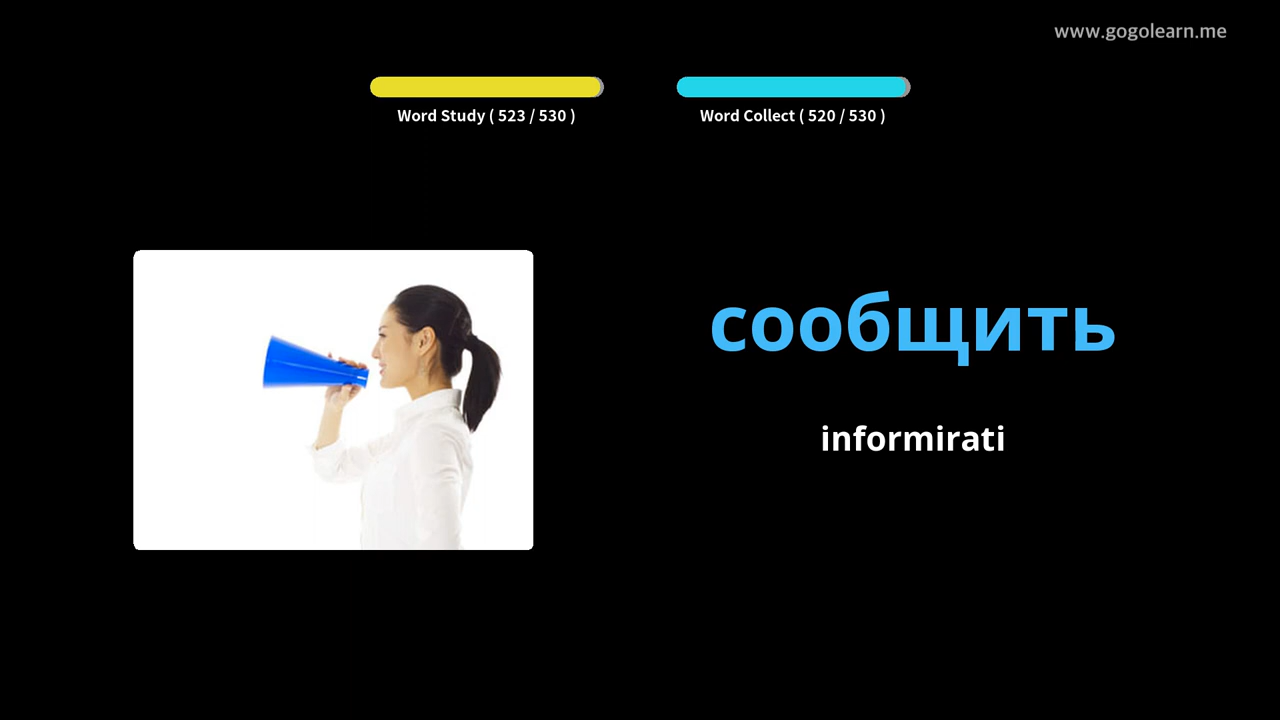 www.gogolearn.me
Word Study ( 523 / 530 )
Word Collect ( 520 / 530 )
сообщить
informirati